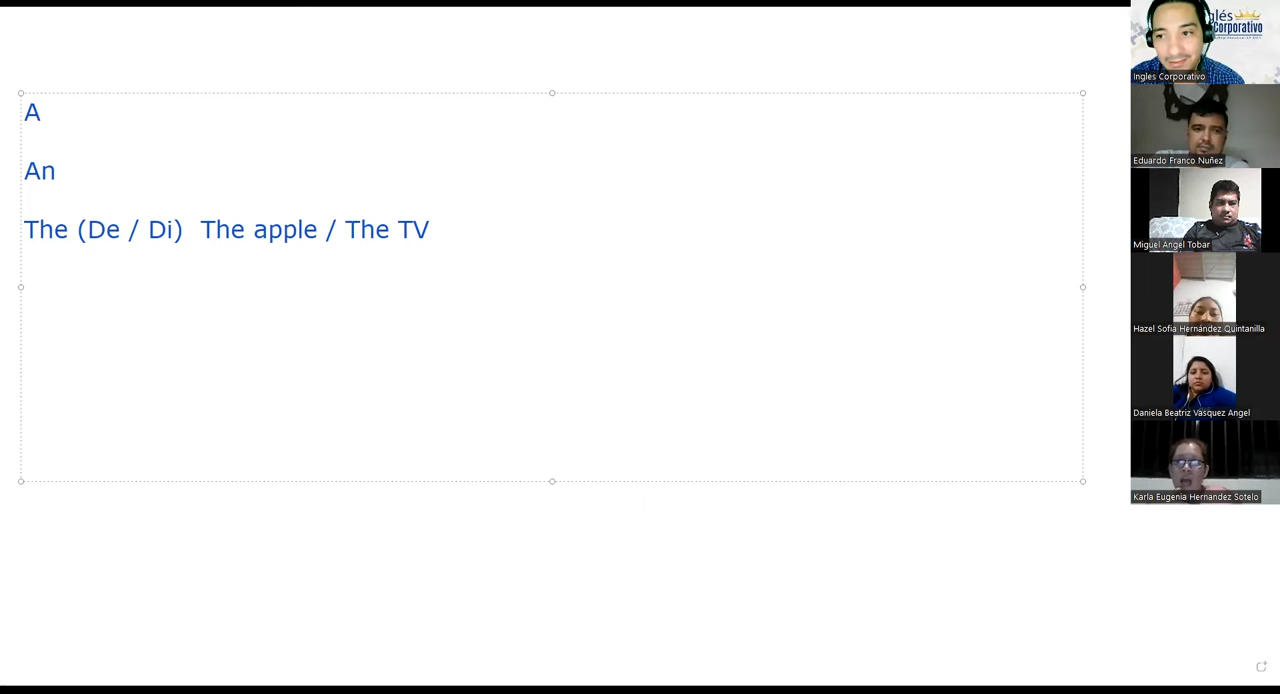 A
An
The (De / Di)  The apple / The TV
glés
Corporativo
Ingles Corporativo
Eduardo Franco Nuñez
Miguel Angel Tobar
Hazel Sofia Hernández Quintanilla
Daniela Beatriz Vasquez Angel
Karla Eugenia Hernandez Sotelo